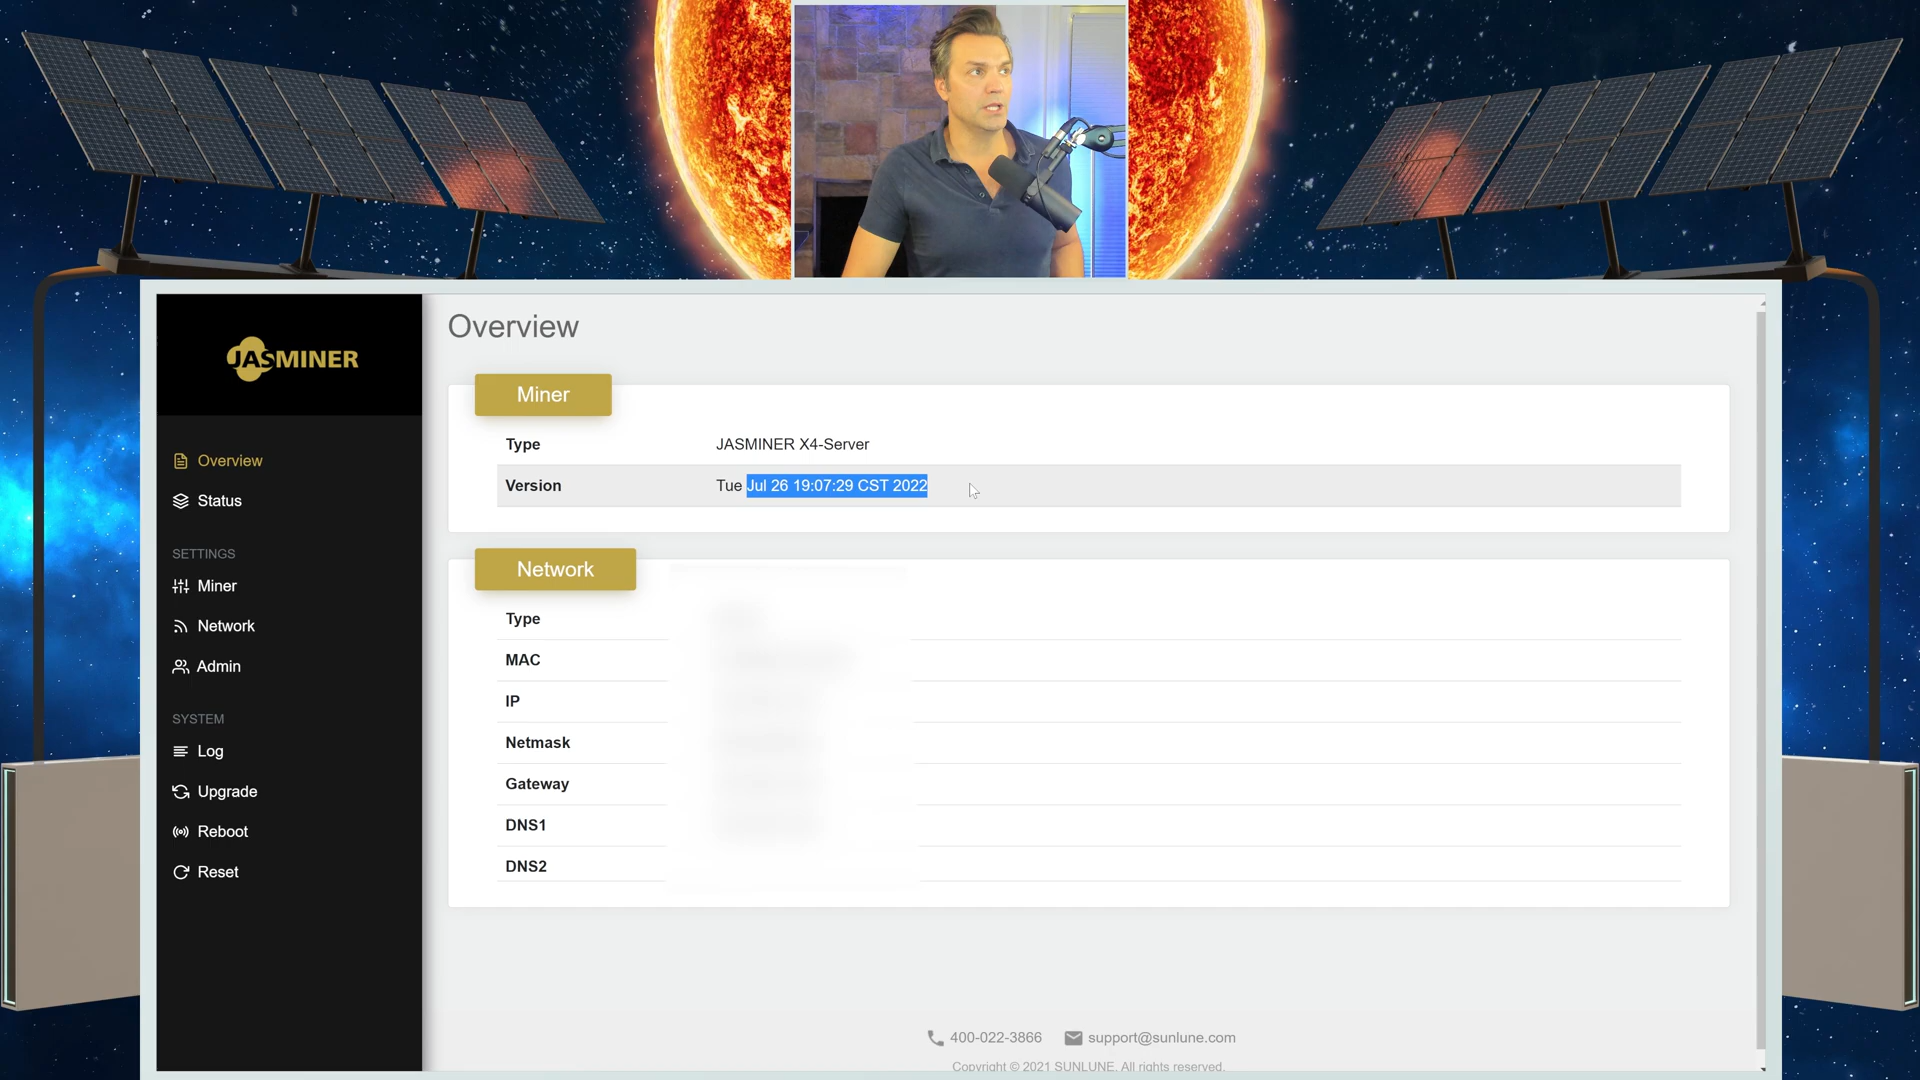 JASMINER
Overview
Status
SETTINGS
Miner
Network
Admin
SYSTEM
Log
Upgrade
Reboot
Reset
Overview
Miner
Type JASMINER X4-Server
Version Tue Jul 26 19:07:29 CST 2022
Network
Type
MAC
IP
Netmask
Gateway
DNS1
DNS2
400-022-3866 support@sunlune.com
Copyright © 2021 SUNLUNE. All rights reserved.